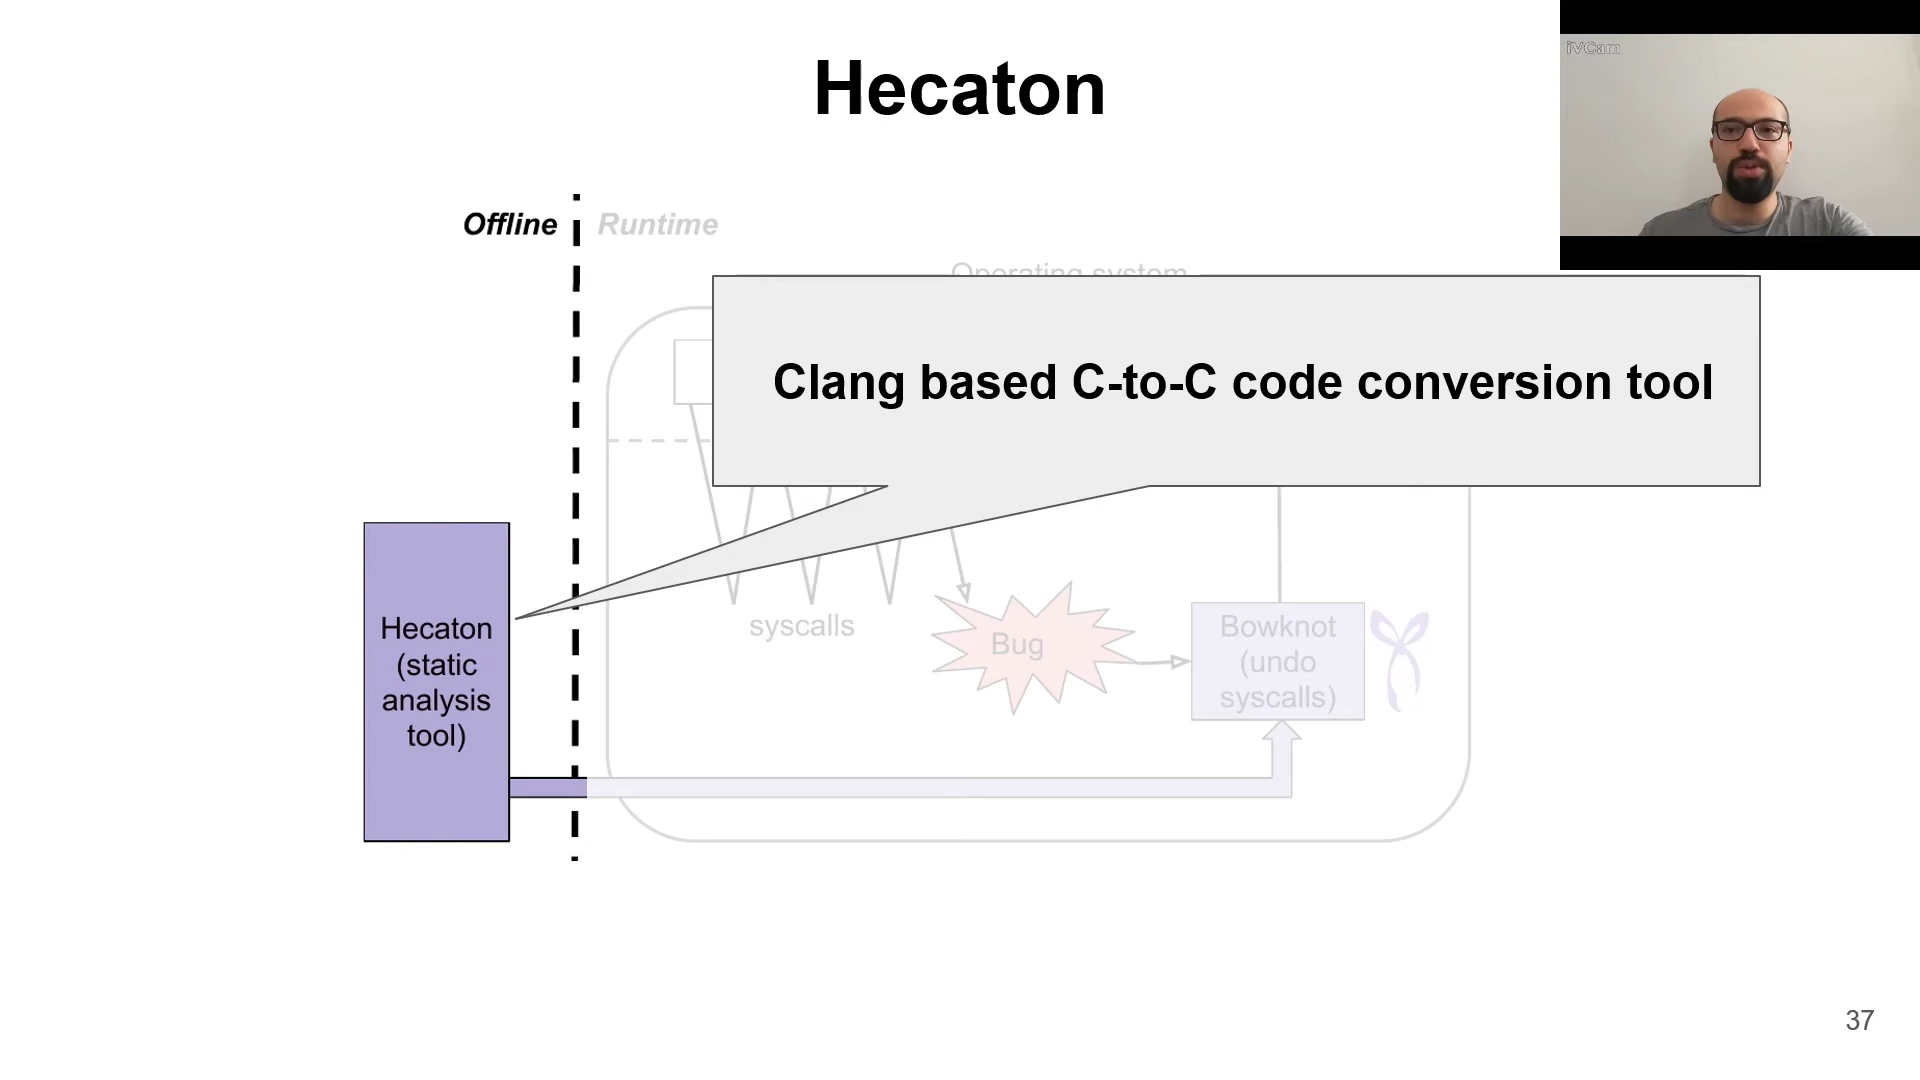 Hecaton
iVCam
Offline
Runtime
Operating system
Clang based C-to-C code conversion tool
Hecaton
(static
analysis
tool)
syscalls
Bug
Bowknot
(undo
syscalls)
37